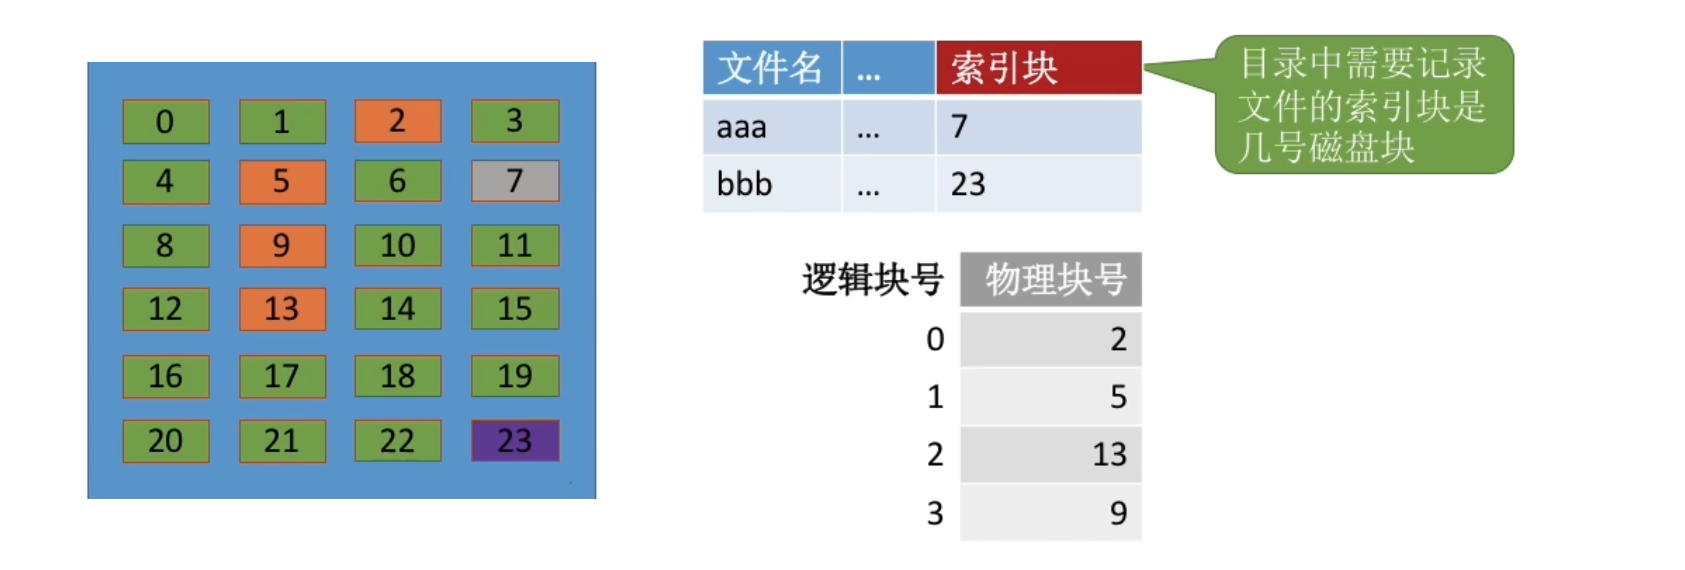 0 1 2 3
4 5 6 7
8 9 10 11
12 13 14 15
16 17 18 19
20 21 22 23
文件名 ... 索引块
aaa ... 7
bbb ... 23
目录中需要记录
文件的索引块是
几号磁盘块
逻辑块号 物理块号
0 2
1 5
2 13
3 9